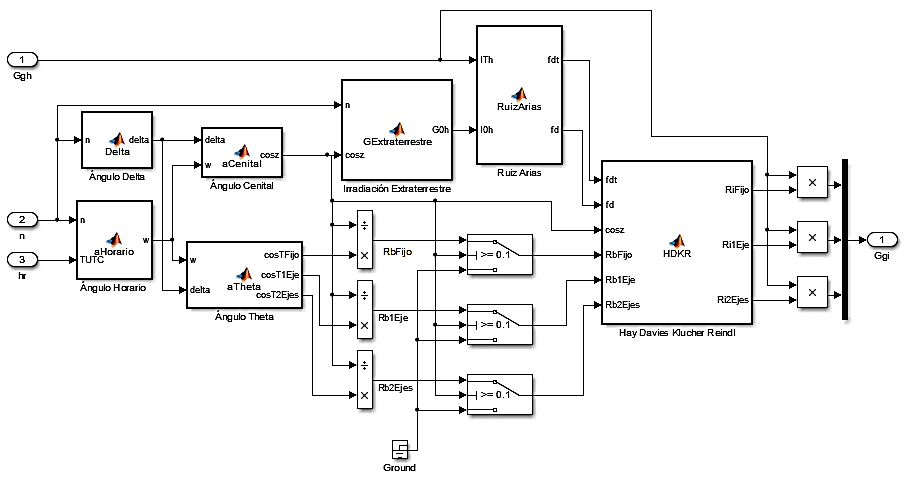 1
Ggh
ITh
fdt
RuizArias
I0h
fd
Ruiz Arias
n
GExtraterrestre
G0h
cosz
Irradiación Extraterrestre
n
Delta
delta
Ángulo Delta
delta
aCenital
cosz
w
Ángulo Cenital
2
n
3
hr
n
aHorario
w
TUTC
Ángulo Horario
w
cosTFijo
cosT1Eje
aTheta
delta
cosT2Ejes
Ángulo Theta
÷
×
RbFijo
÷
×
Rb1Eje
÷
×
Rb2Ejes
>= 0.1
>= 0.1
>= 0.1
Ground
fdt
fd
cosz
RbFijo
Rb1Eje
Rb2Ejes
HDKR
RiFijo
Ri1Eje
Ri2Ejes
Hay Davies Klucher Reindl
×
×
×
1
Ggi